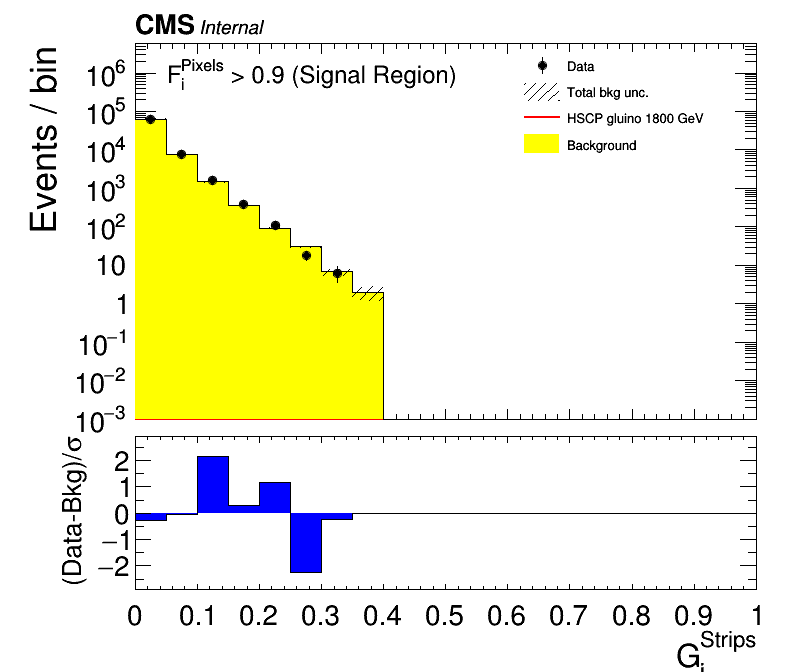 CMS Internal
F_i^Pixels > 0.9 (Signal Region)
Data
Total bkg unc.
HSCP gluino 1800 GeV
Background
Events / bin
10^6
10^5
10^4
10^3
10^2
10
1
10^−1
10^−2
10^−3
(Data-Bkg)/σ
2
1
0
−1
−2
0 0.1 0.2 0.3 0.4 0.5 0.6 0.7 0.8 0.9 1
G_i^Strips